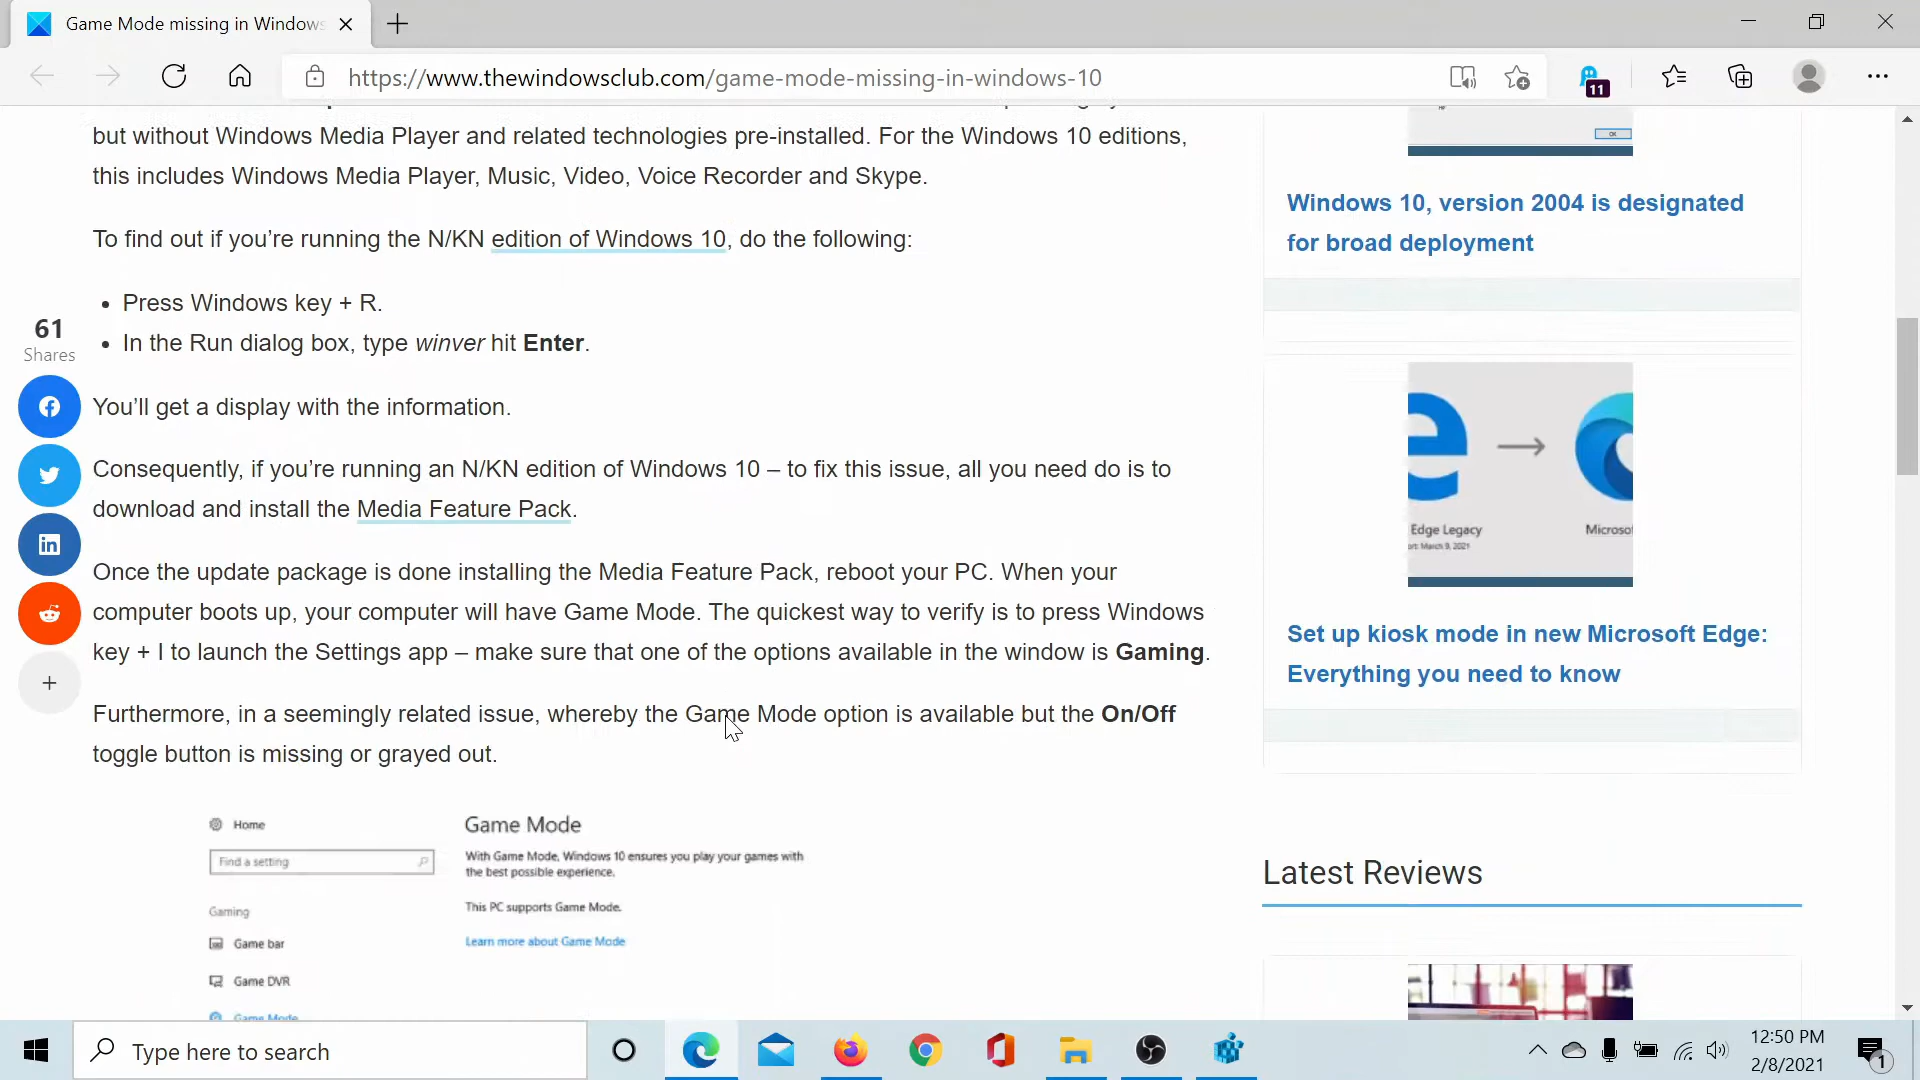 Game Mode missing in Windows
https://www.thewindowsclub.com/game-mode-missing-in-windows-10
11
but without Windows Media Player and related technologies pre-installed. For the Windows 10 editions,
this includes Windows Media Player, Music, Video, Voice Recorder and Skype.
To find out if you’re running the N/KN edition of Windows 10, do the following:
• Press Windows key + R.
• In the Run dialog box, type winver hit Enter.
You’ll get a display with the information.
Consequently, if you’re running an N/KN edition of Windows 10 – to fix this issue, all you need do is to
download and install the Media Feature Pack.
Once the update package is done installing the Media Feature Pack, reboot your PC. When your
computer boots up, your computer will have Game Mode. The quickest way to verify is to press Windows
key + I to launch the Settings app – make sure that one of the options available in the window is Gaming.
Furthermore, in a seemingly related issue, whereby the Game Mode option is available but the On/Off
toggle button is missing or grayed out.
61
Shares
Home
Find a setting
Gaming
Game bar
Game DVR
Game Mode
Game Mode
With Game Mode, Windows 10 ensures you play your games with
the best possible experience.
This PC supports Game Mode.
Learn more about Game Mode
OK
Windows 10, version 2004 is designated
for broad deployment
Edge Legacy
March 9, 2021
Set up kiosk mode in new Microsoft Edge:
Everything you need to know
Latest Reviews
Type here to search
12:50 PM
2/8/2021
1